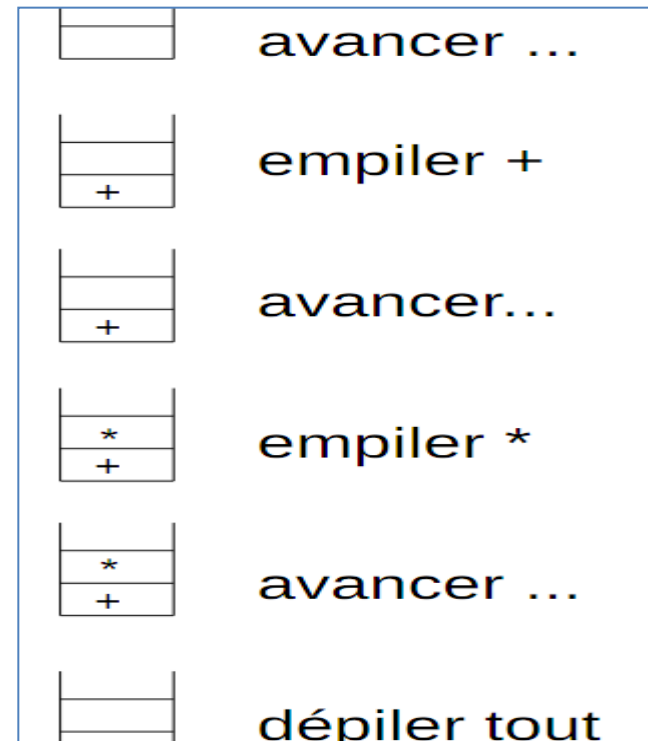 avancer ...
empiler +
+
avancer...
+
empiler *
*
+
avancer ...
*
+
dépiler tout